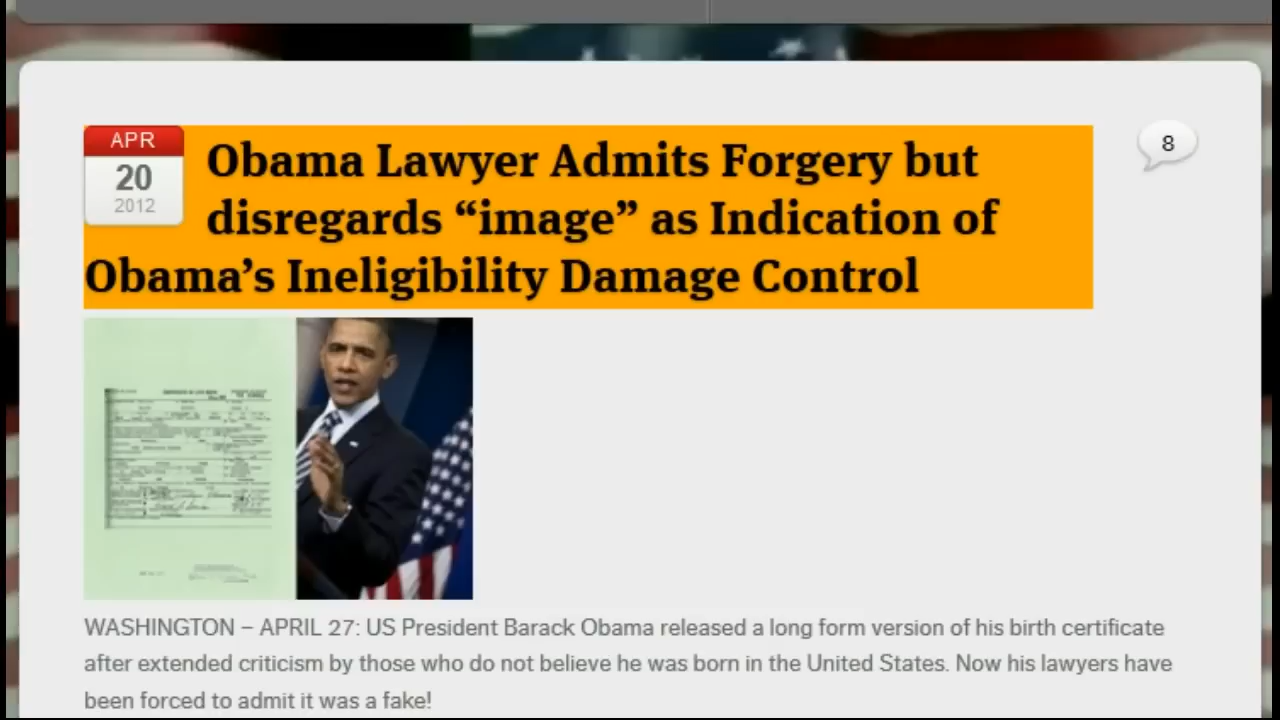 APR
20
2012
8
Obama Lawyer Admits Forgery but
disregards “image” as Indication of
Obama’s Ineligibility Damage Control
WASHINGTON – APRIL 27: US President Barack Obama released a long form version of his birth certificate
after extended criticism by those who do not believe he was born in the United States. Now his lawyers have
been forced to admit it was a fake!